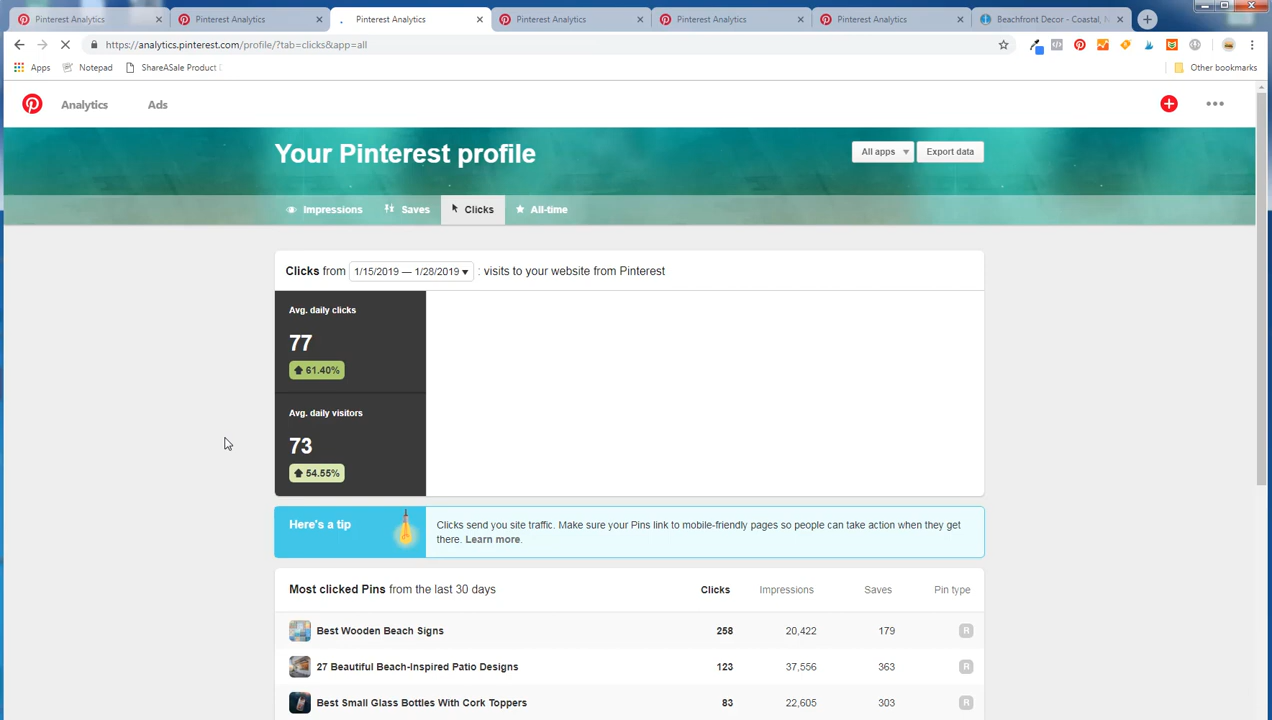 Pinterest Analytics
Pinterest Analytics
Pinterest Analytics
Pinterest Analytics
Pinterest Analytics
Pinterest Analytics
Beachfront Decor - Coastal,
https://analytics.pinterest.com/profile/?tab=clicks&app=all
Apps Notepad ShareASale Product Other bookmarks
Analytics Ads
Your Pinterest profile
All apps Export data
Impressions Saves Clicks All-time
Clicks from 1/15/2019 — 1/28/2019 : visits to your website from Pinterest
Avg. daily clicks
77
61.40%
Avg. daily visitors
73
54.55%
Here's a tip
Clicks send you site traffic. Make sure your Pins link to mobile-friendly pages so people can take action when they get
there. Learn more.
Most clicked Pins from the last 30 days Clicks Impressions Saves Pin type
Best Wooden Beach Signs 258 20,422 179 R
27 Beautiful Beach-Inspired Patio Designs 123 37,556 363 R
Best Small Glass Bottles With Cork Toppers 83 22,605 303 R